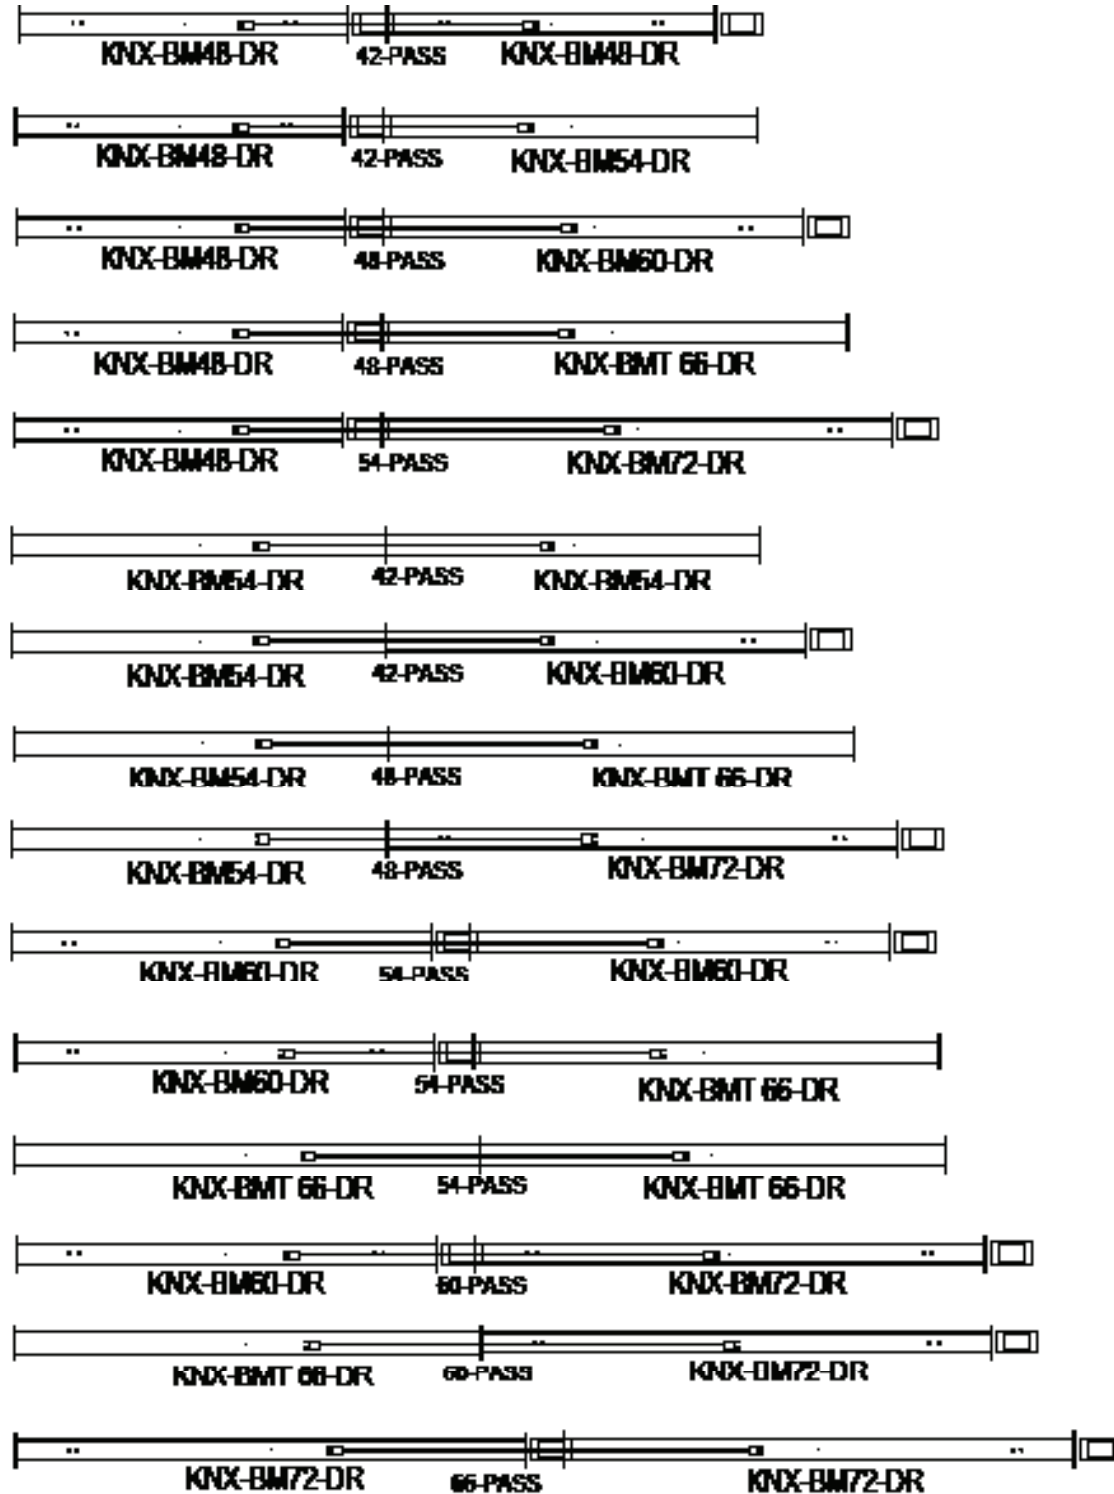 KNX-BM48-DR 42-PASS KNX-BM48-DR
KNX-BM48-DR 42-PASS KNX-BM54-DR
KNX-BM48-DR 48-PASS KNX-BM60-DR
KNX-BM48-DR 48-PASS KNX-BMT 66-DR
KNX-BM48-DR 54-PASS KNX-BM72-DR
KNX-BM54-DR 42-PASS KNX-BM54-DR
KNX-BM54-DR 42-PASS KNX-BM60-DR
KNX-BM54-DR 48-PASS KNX-BMT 66-DR
KNX-BM54-DR 48-PASS KNX-BM72-DR
KNX-BM60-DR 54-PASS KNX-BM60-DR
KNX-BM60-DR 54-PASS KNX-BMT 66-DR
KNX-BMT 66-DR 54-PASS KNX-BMT 66-DR
KNX-BM60-DR 60-PASS KNX-BM72-DR
KNX-BMT 66-DR 60-PASS KNX-BM72-DR
KNX-BM72-DR 66-PASS KNX-BM72-DR